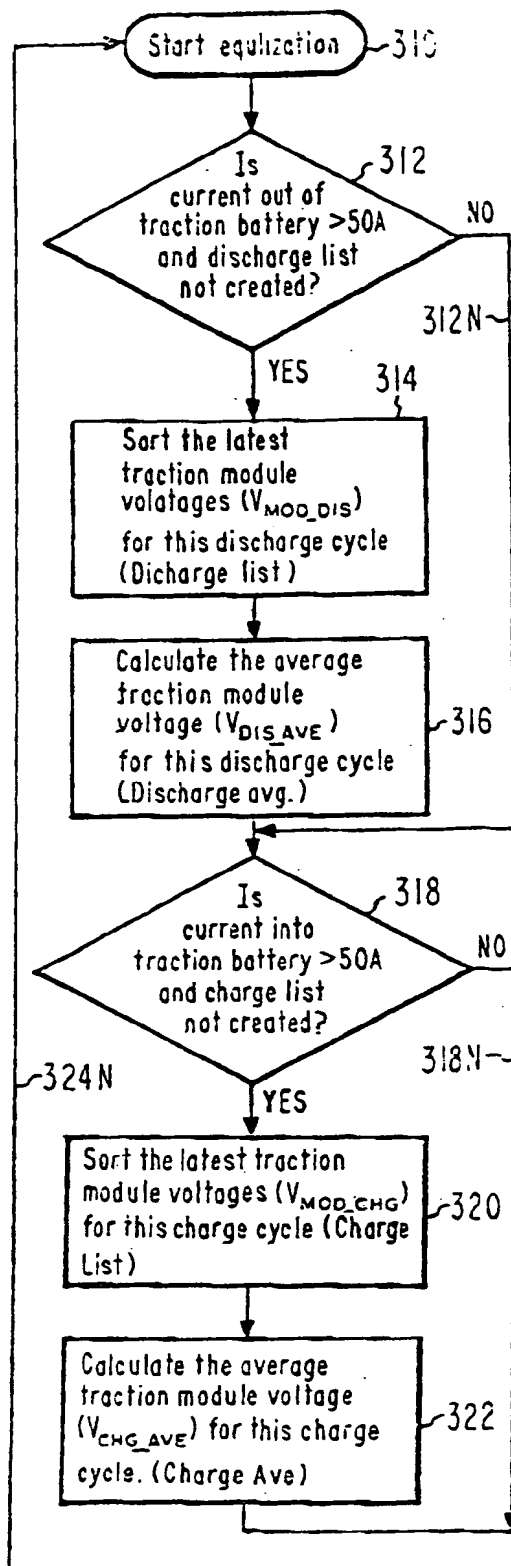 Start equlization
310
Is
current out of
traction battery >50A
and discharge list
not created?
312
NO
312N
YES
314
Sort the latest
traction module
volatages (V_MOD_DIS)
for this discharge cycle
(Dicharge list)
Calculate the average
traction module
voltage (V_DIS_AVE)
for this discharge cycle
(Discharge avg.)
316
Is
current into
traction battery >50A
and charge list
not created?
318
NO
318N
324N
YES
Sort the latest traction
module voltages (V_MOD_CHG)
for this charge cycle (Charge
List)
320
Calculate the average
traction module voltage
(V_CHG_AVE) for this charge
cycle. (Charge Ave)
322